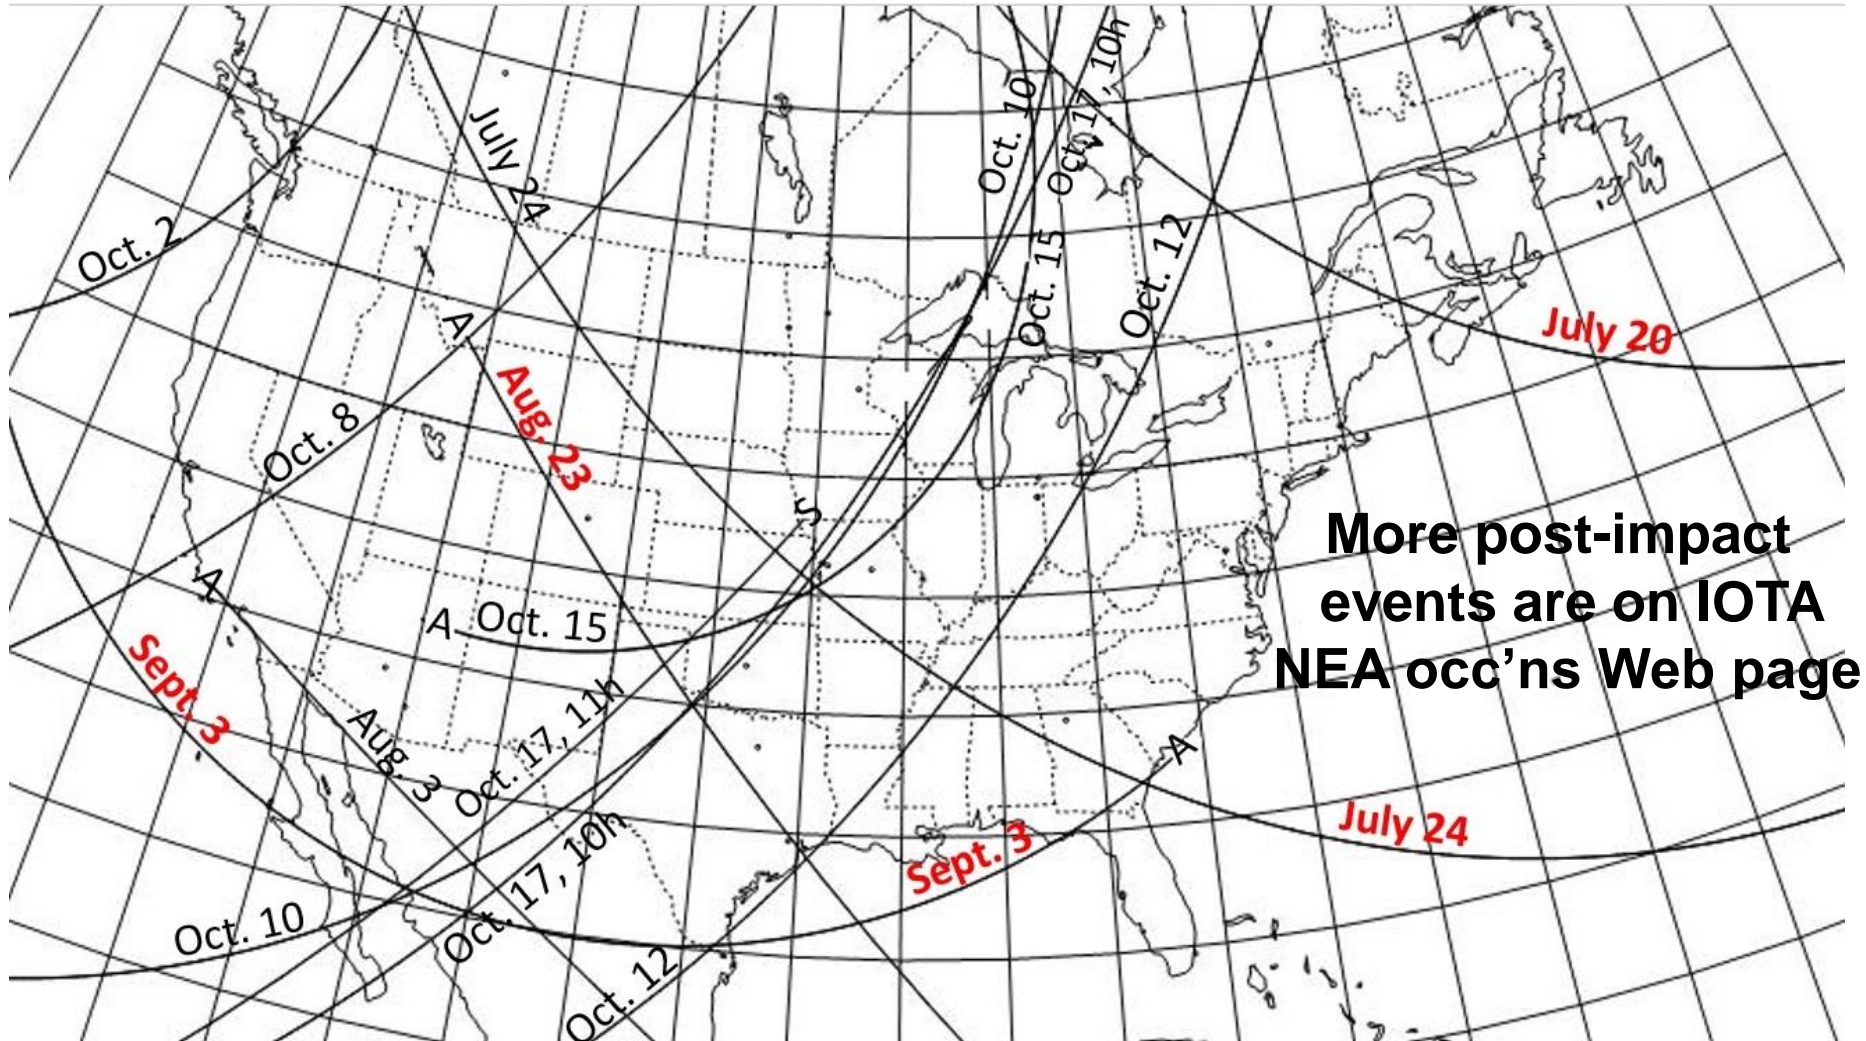 Oct. 10
Oct. 17, 10h
July 24
Oct. 2
Oct. 15
Oct. 12
July 20
A
Aug. 23
Oct. 8
S
More post-impact
events are on IOTA
NEA occ'ns Web page
A
A Oct. 15
Sept. 3
Aug. 3
Oct. 17, 11h
A
July 24
Sept. 3
Oct. 17, 10h
Oct. 10
Oct. 12